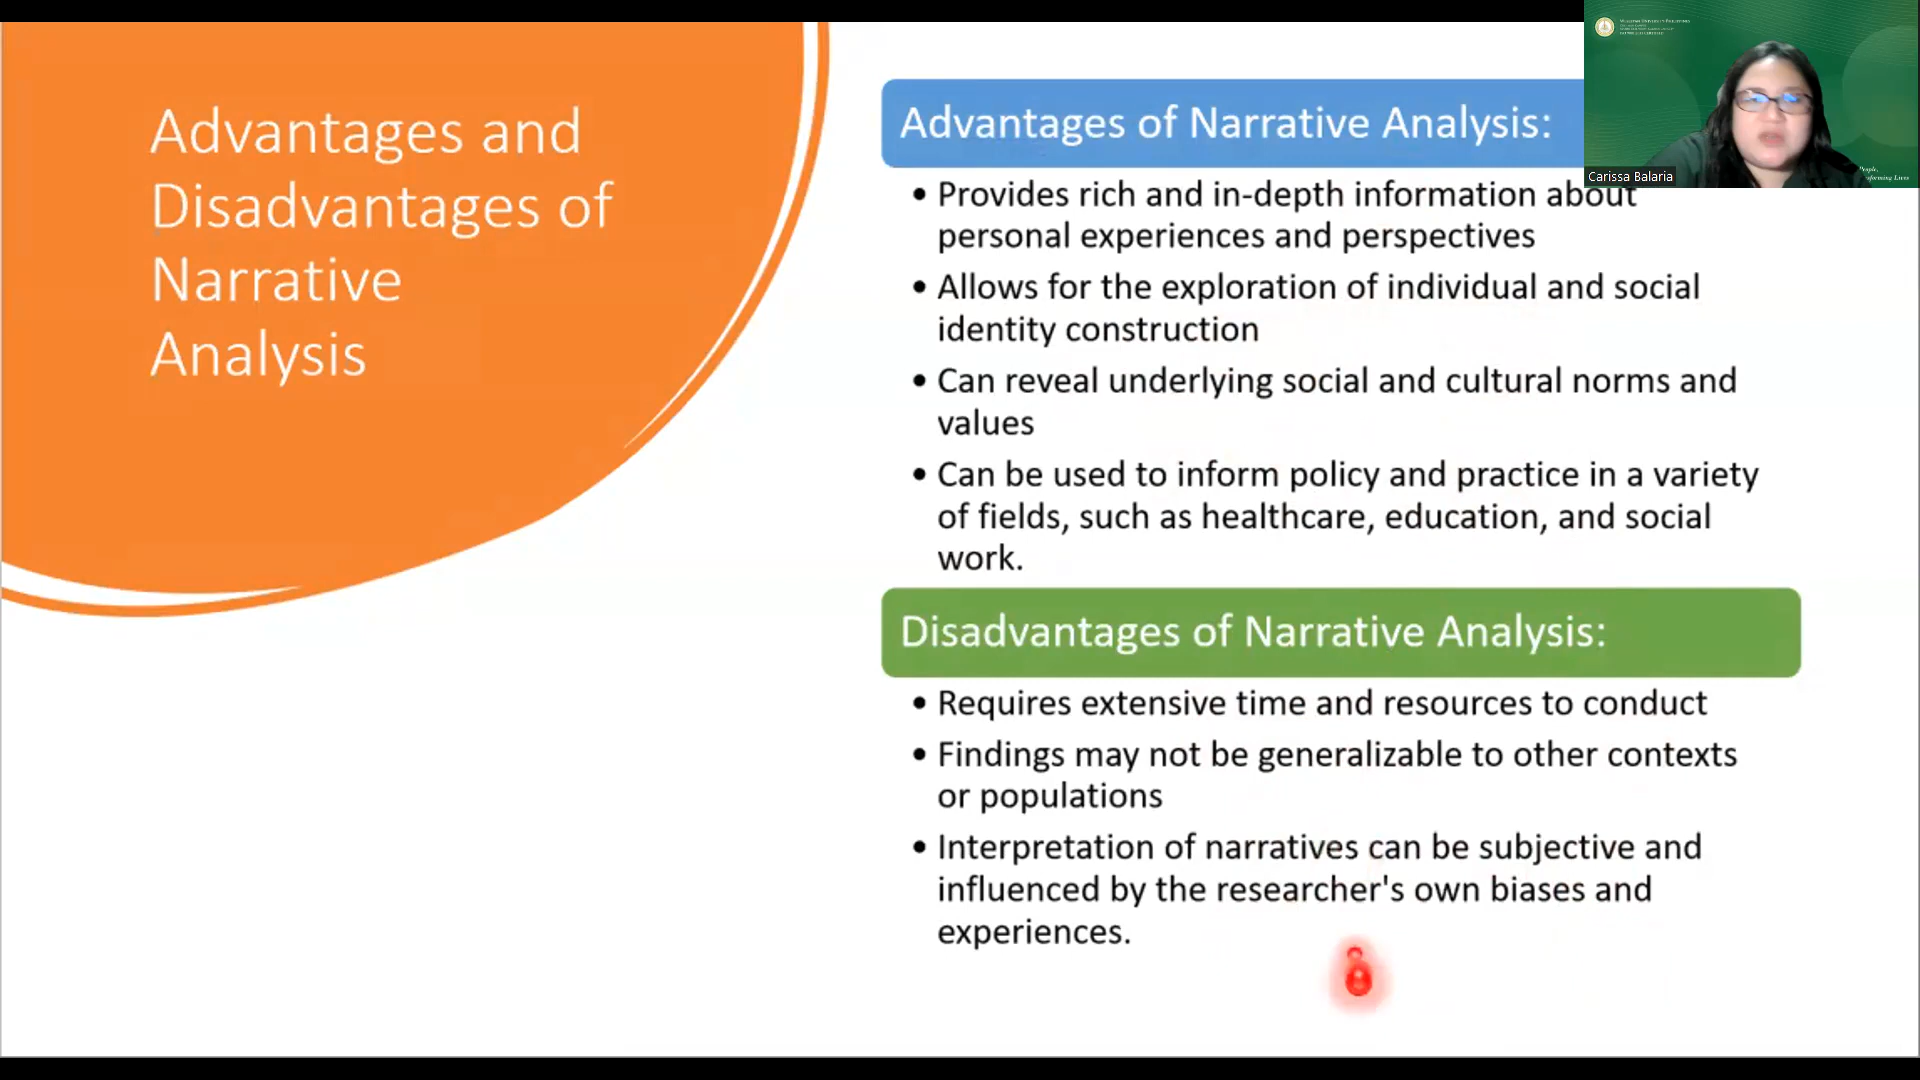 Advantages and
Disadvantages of
Narrative
Analysis
Advantages of Narrative Analysis:
• Provides rich and in-depth information about
personal experiences and perspectives
• Allows for the exploration of individual and social
identity construction
• Can reveal underlying social and cultural norms and
values
• Can be used to inform policy and practice in a variety
of fields, such as healthcare, education, and social
work.
Disadvantages of Narrative Analysis:
• Requires extensive time and resources to conduct
• Findings may not be generalizable to other contexts
or populations
• Interpretation of narratives can be subjective and
influenced by the researcher's own biases and
experiences.
Carissa Balaria
People,
Lives